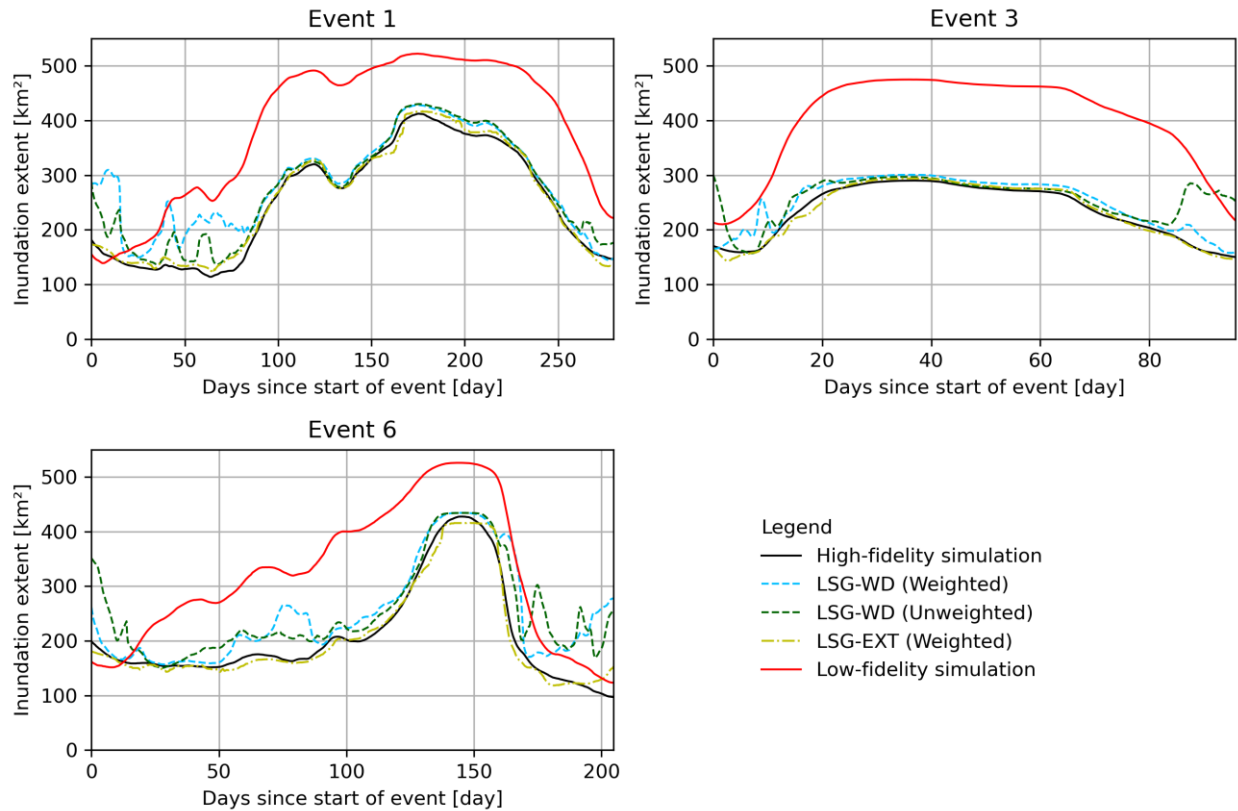 Event 1
500
400
300
200
100
0
Inundation extent [km²]
0 50 100 150 200 250
Days since start of event [day]
Event 3
500
400
300
200
100
0
Inundation extent [km²]
0 20 40 60 80
Days since start of event [day]
Event 6
500
400
300
200
100
0
Inundation extent [km²]
0 50 100 150 200
Days since start of event [day]
Legend
High-fidelity simulation
LSG-WD (Weighted)
LSG-WD (Unweighted)
LSG-EXT (Weighted)
Low-fidelity simulation